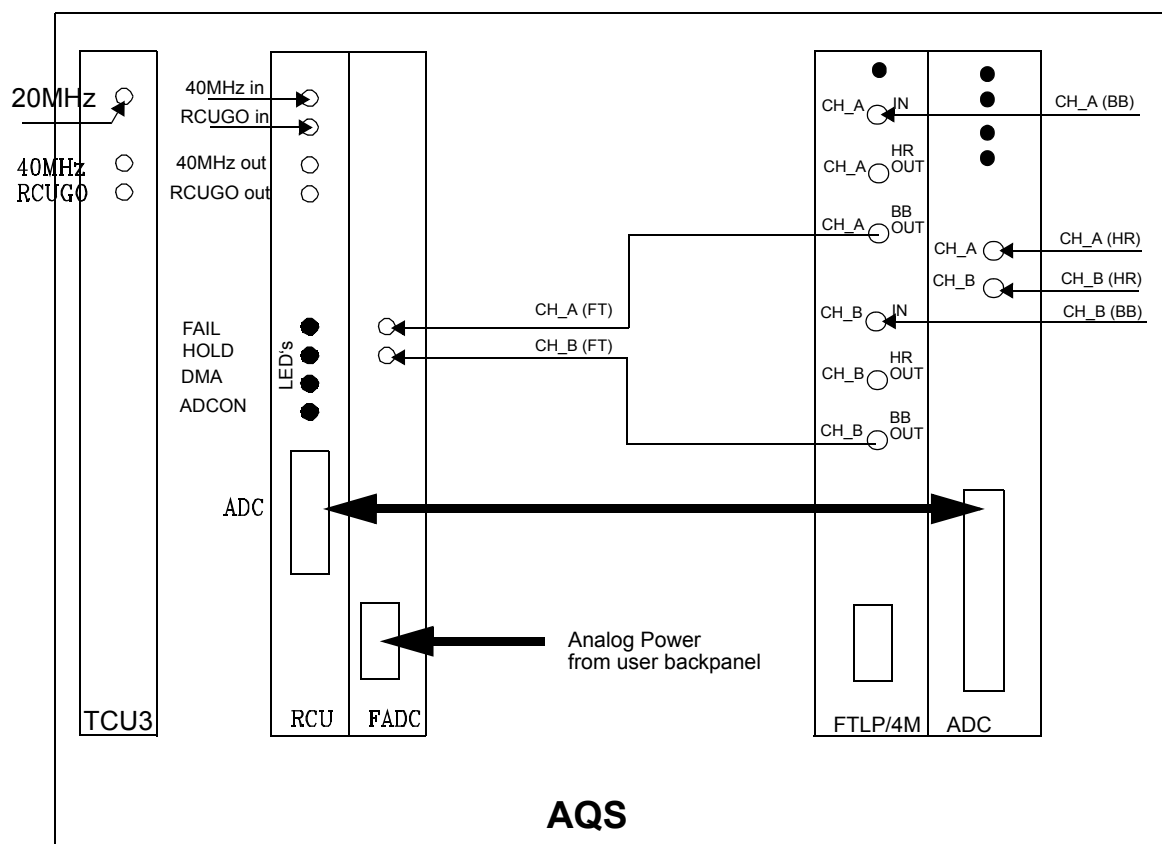 20MHz
40MHz
RCUGO
TCU3
40MHz in
RCUGO in
40MHz out
RCUGO out
FAIL
HOLD
DMA
ADCON
LED's
ADC
RCU
FADC
CH_A (FT)
CH_B (FT)
Analog Power
from user backpanel
CH_A IN
CH_A HR
OUT
CH_A BB
OUT
CH_B IN
CH_B HR
OUT
CH_B BB
OUT
FTLP/4M
CH_A
CH_B
ADC
CH_A (BB)
CH_A (HR)
CH_B (HR)
CH_B (BB)
AQS